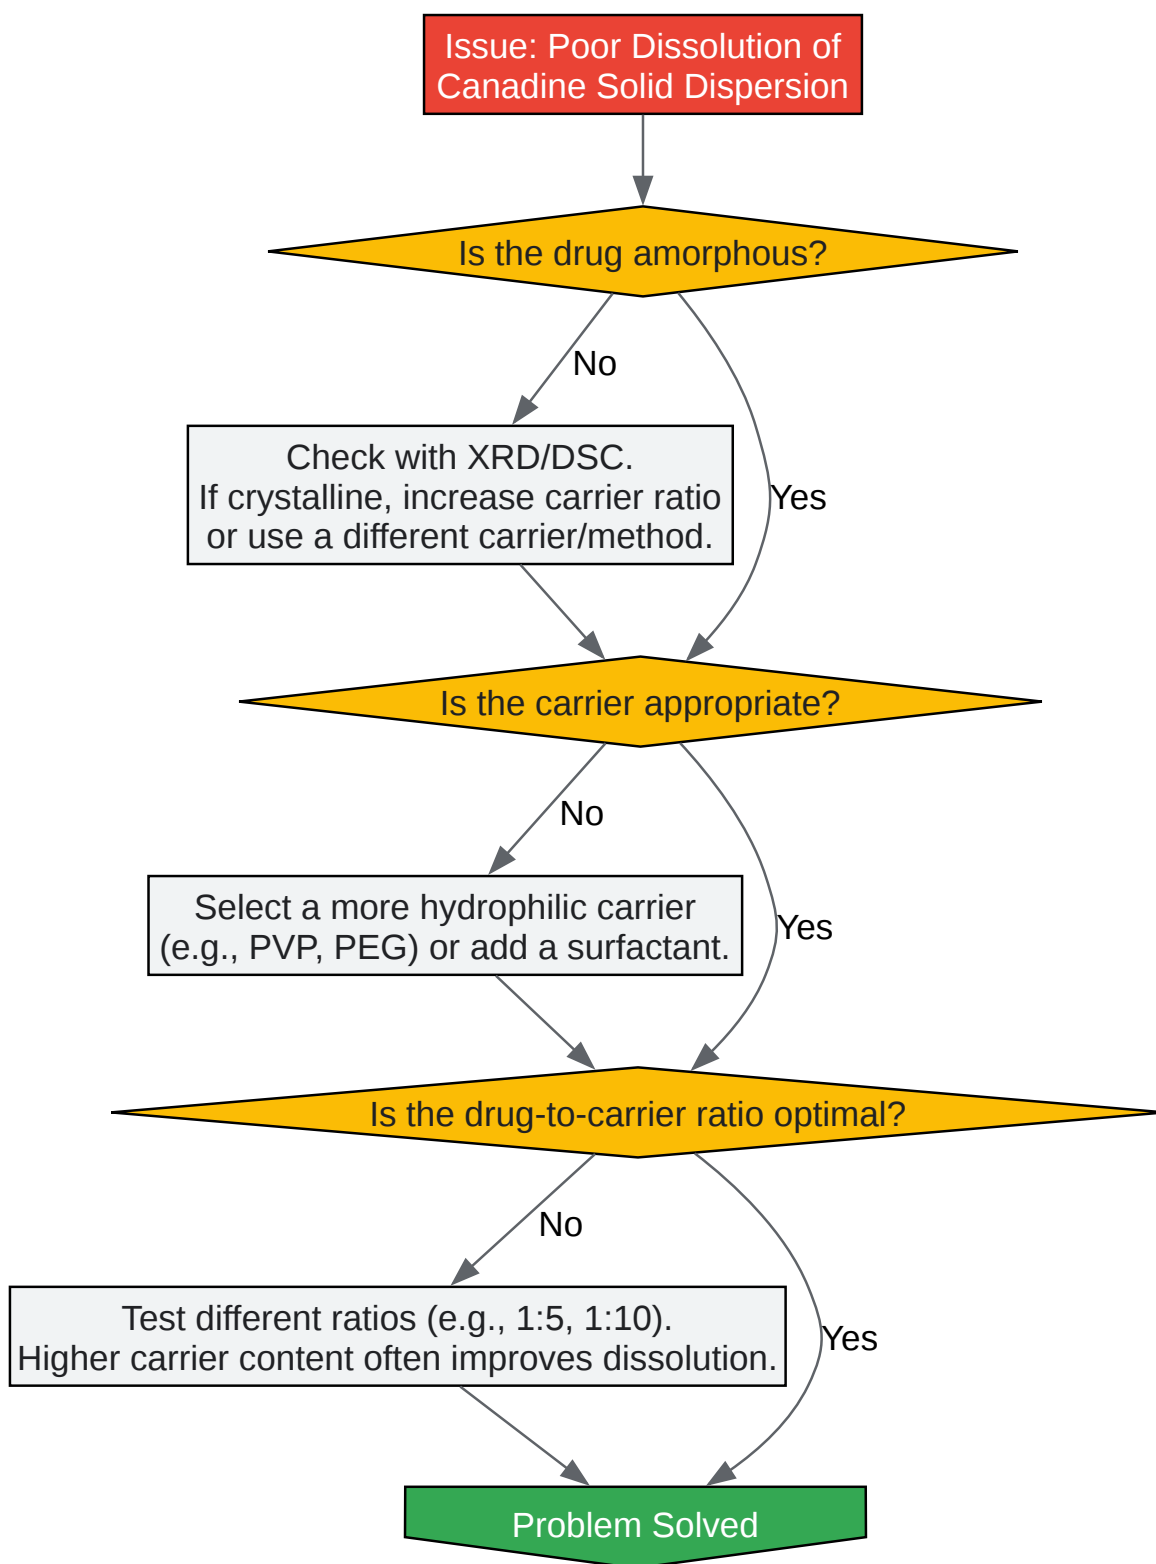 Issue: Poor Dissolution of
Canadine Solid Dispersion
Is the drug amorphous?
No
Check with XRD/DSC.
If crystalline, increase carrier ratio
or use a different carrier/method.
Yes
Is the carrier appropriate?
No
Select a more hydrophilic carrier
(e.g., PVP, PEG) or add a surfactant.
Yes
Is the drug-to-carrier ratio optimal?
No
Test different ratios (e.g., 1:5, 1:10).
Higher carrier content often improves dissolution.
Yes
Problem Solved